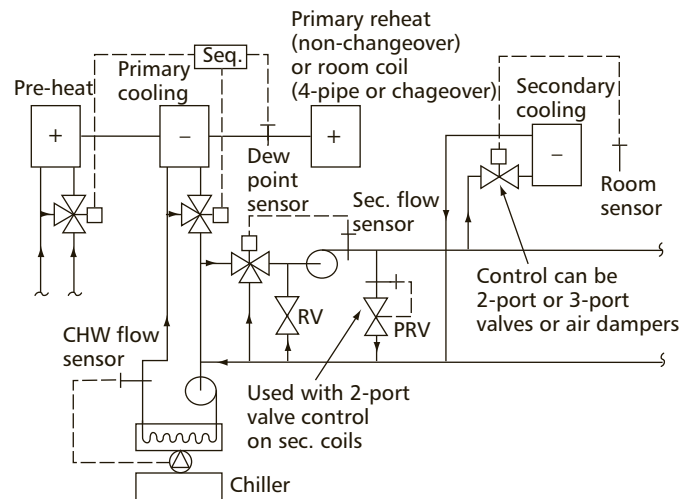 Primary reheat
(non-changeover)
or room coil
(4-pipe or chageover)
Pre-heat
Primary
cooling
Seq.
Secondary
cooling
+
−
+
−
Dew
point
sensor
Sec. flow
sensor
Room
sensor
Control can be
2-port or 3-port
valves or air dampers
RV
PRV
CHW flow
sensor
Used with 2-port
valve control
on sec. coils
Chiller